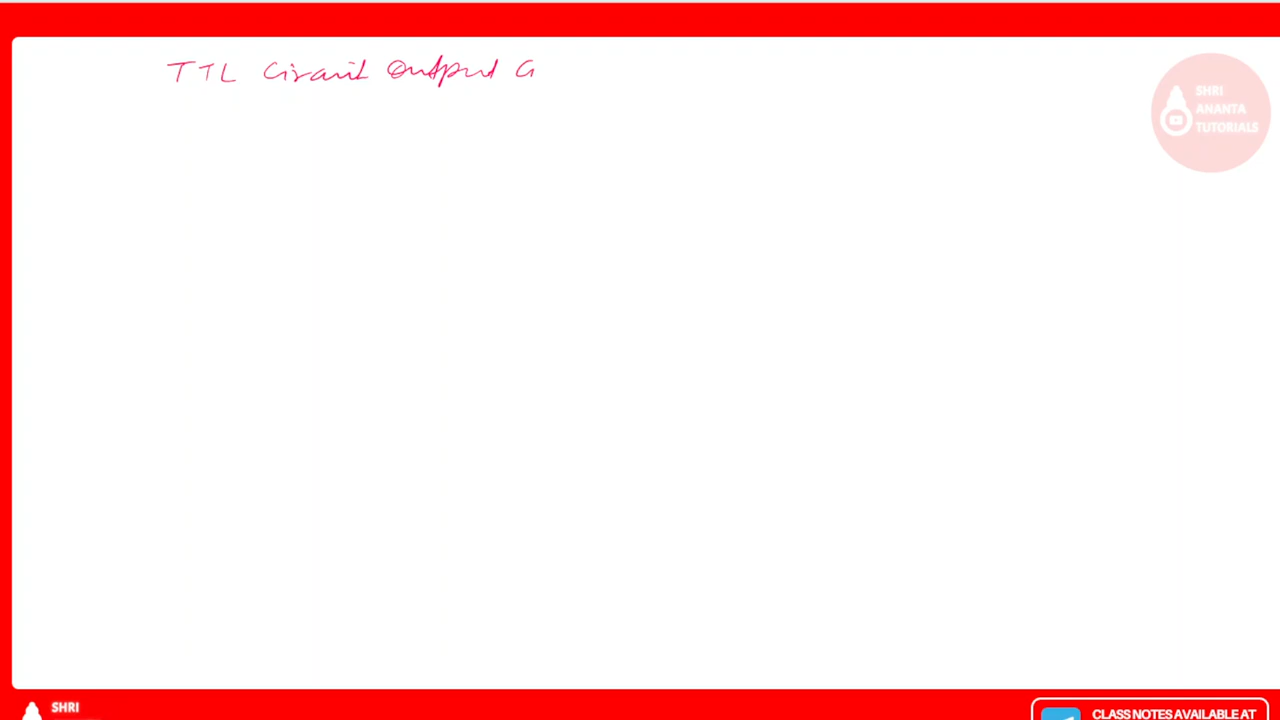 TTL Circuit Output C
SHRI
ANANTA
TUTORIALS
SHRI
CLASS NOTES AVAILABLE AT